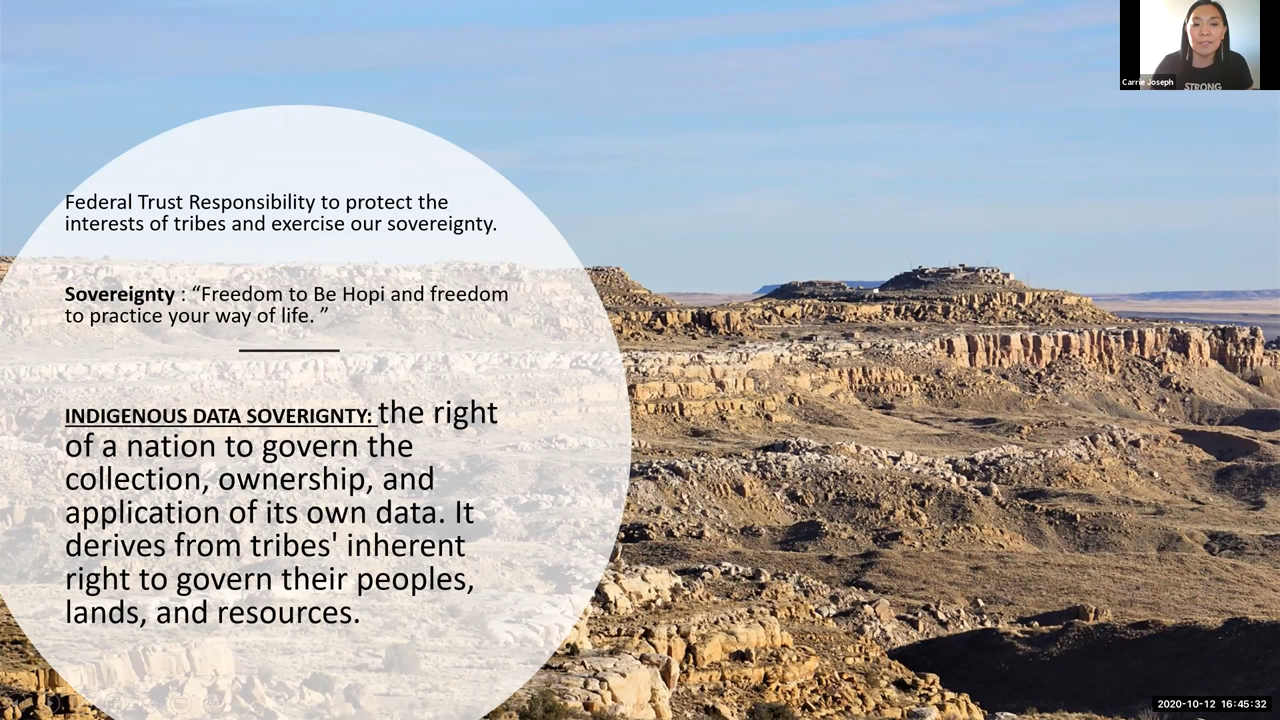 Carrie Joseph
STRONG
Federal Trust Responsibility to protect the
interests of tribes and exercise our sovereignty.
Sovereignty : “Freedom to Be Hopi and freedom
to practice your way of life. ”
INDIGENOUS DATA SOVERIGNTY: the right
of a nation to govern the
collection, ownership, and
application of its own data. It
derives from tribes' inherent
right to govern their peoples,
lands, and resources.
2020-10-12 16:45:32